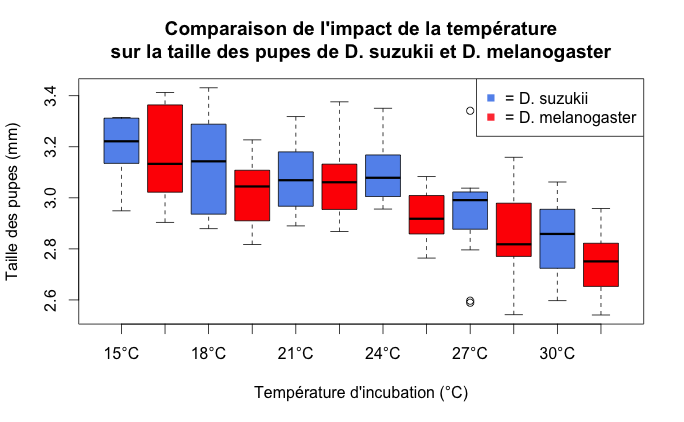 Comparaison de l'impact de la température
sur la taille des pupes de D. suzukii et D. melanogaster
= D. suzukii
= D. melanogaster
Taille des pupes (mm)
3.4
3.2
3.0
2.8
2.6
15°C 18°C 21°C 24°C 27°C 30°C
Température d'incubation (°C)